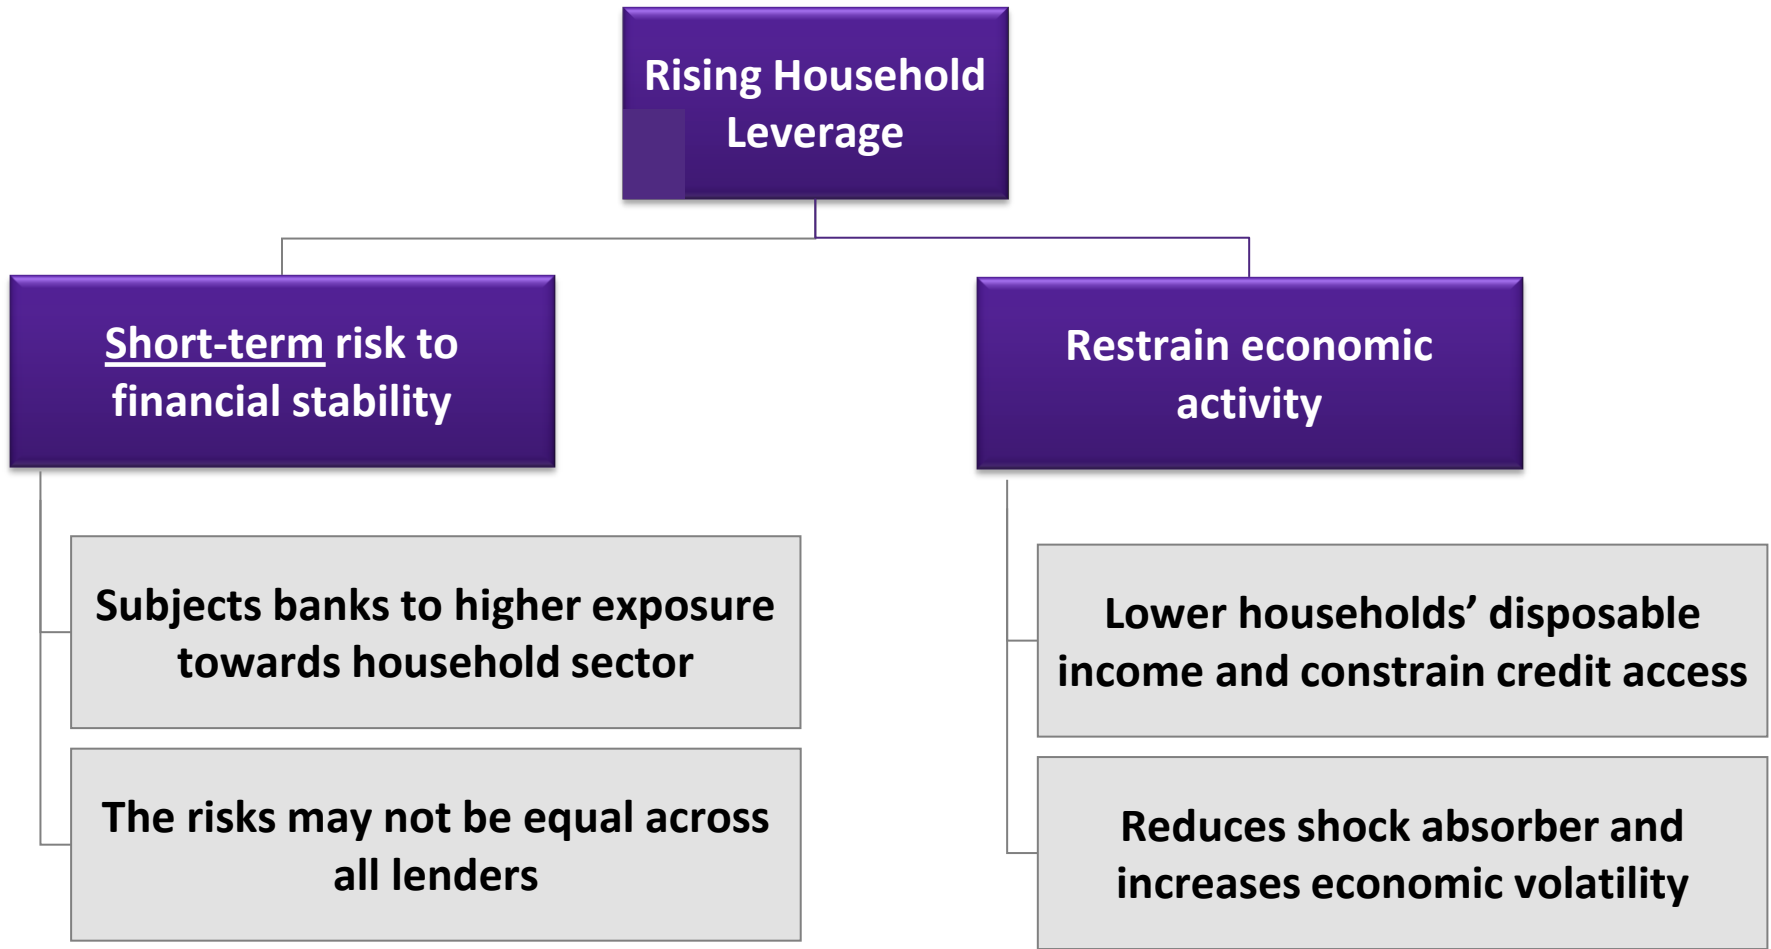 Rising Household
Leverage
Short-term risk to
financial stability
Subjects banks to higher exposure
towards household sector
The risks may not be equal across
all lenders
Restrain economic
activity
Lower households’ disposable
income and constrain credit access
Reduces shock absorber and
increases economic volatility